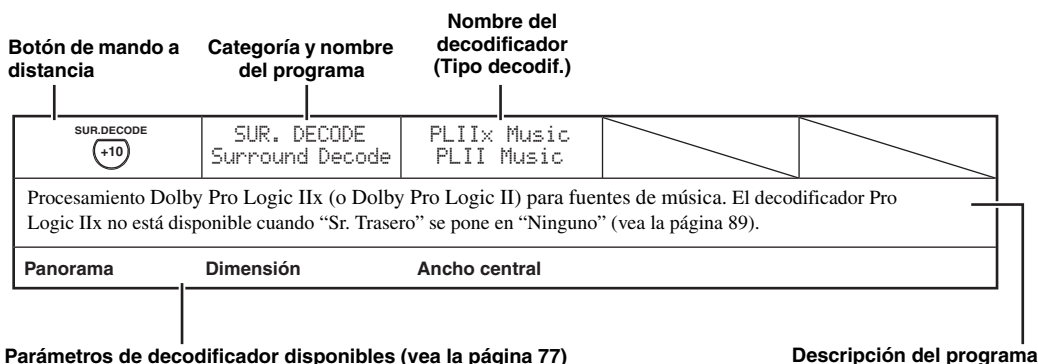 Botón de mando a
distancia
Categoría y nombre
del programa
Nombre del
decodificador
(Tipo decodif.)
SUR.DECODE
+10
SUR. DECODE
Surround Decode
PLIIx Music
PLII Music
Procesamiento Dolby Pro Logic IIx (o Dolby Pro Logic II) para fuentes de música. El decodificador Pro
Logic IIx no está disponible cuando “Sr. Trasero” se pone en “Ninguno” (vea la página 89).
Panorama
Dimensión
Ancho central
Parámetros de decodificador disponibles (vea la página 77)
Descripción del programa